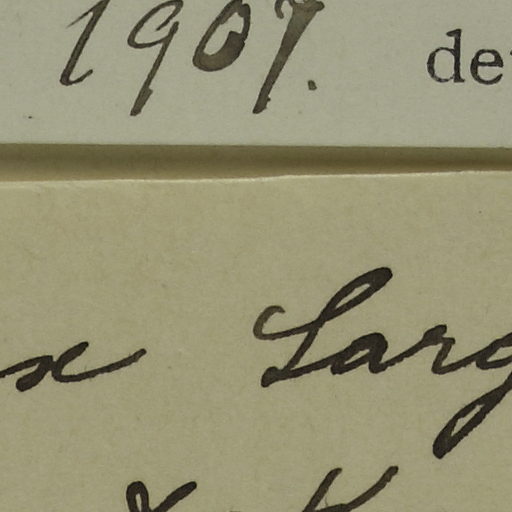 1907. de
x Larg